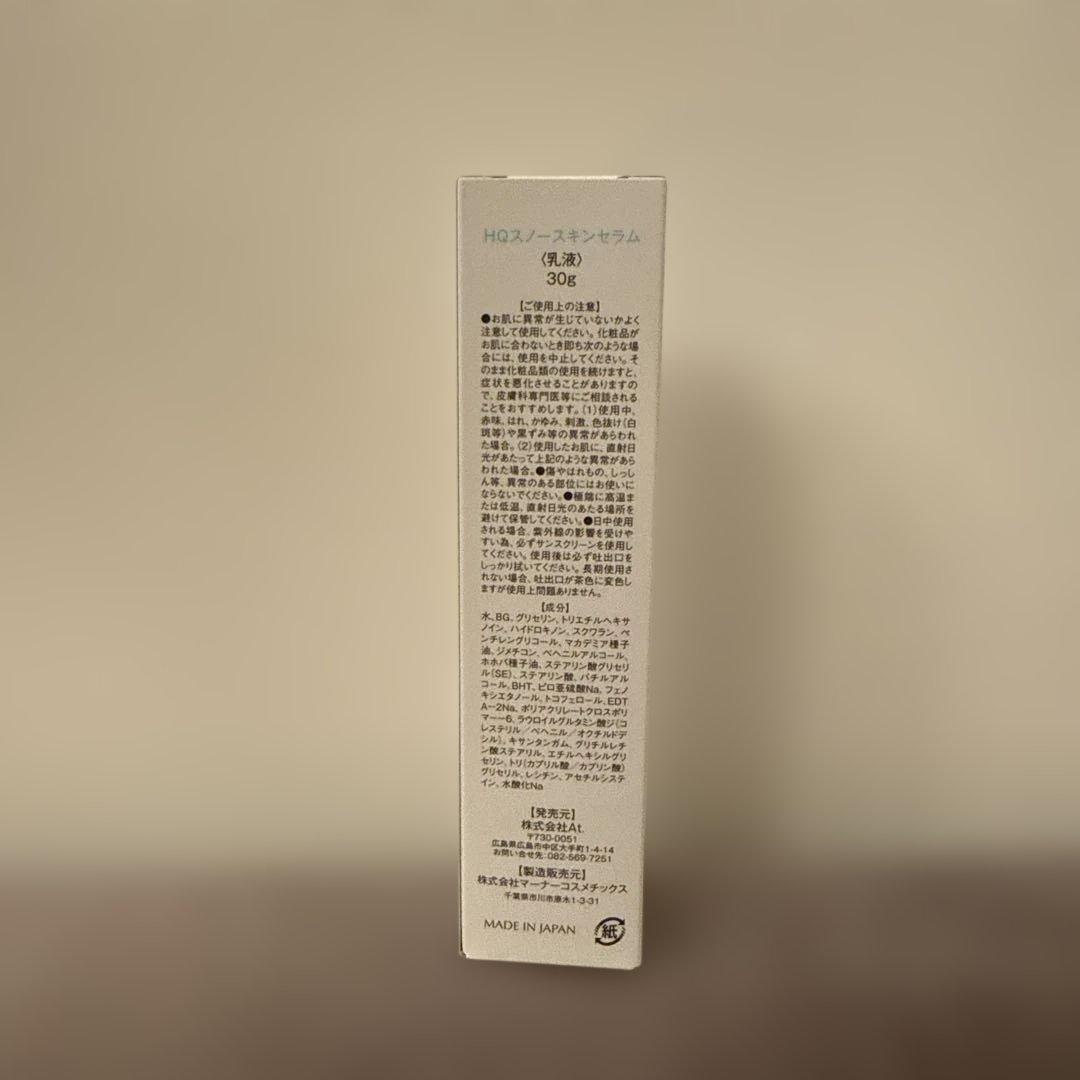 HQスノースキンセラム
〈乳液〉
30g
【ご使用上の注意】
●お肌に異常が生じていないかよく
注意して使用してください。化粧品が
お肌に合わないとき即ち次のような場
合には、使用を中止してください。そ
のまま化粧品類の使用を続けますと、
症状を悪化させることがありますの
で、皮膚科専門医等にご相談される
ことをおすすめします。(1)使用中、
赤味、はれ、かゆみ、刺激、色抜け(白
斑等)や黒ずみ等の異常があらわれ
た場合。(2)使用したお肌に、直射日
光があたって上記のような異常があら
われた場合。●傷やはれもの、しっし
ん等、異常のある部位にはお使いに
ならないでください。●極端に高温ま
たは低温、直射日光のあたる場所を
避けて保管してください。●日中使用
される場合、紫外線の影響を受けや
すい為、必ずサンスクリーンを使用し
てください。使用後は必ず吐出口を
しっかり拭いてください。長期使用さ
れない場合、吐出口が茶色に変色し
ますが使用上問題ありません。
【成分】
水、BG、グリセリン、トリエチルヘキサ
ノイン、ハイドロキノン、スクワラン、ペ
ンチレングリコール、マカデミア種子
油、ジメチコン、ベヘニルアルコール、
ホホバ種子油、ステアリン酸グリセリ
ル(SE)、ステアリン酸、バチルアル
コール、BHT、ピロ亜硫酸Na、フェノ
キシエタノール、トコフェロール、EDT
A-2Na、ポリアクリレートクロスポリ
マー-6、ラウロイルグルタミン酸ジ(コ
レステリル/ベヘニル/オクチルドデ
シル)、キサンタンガム、グリチルレチ
ン酸ステアリル、エチルヘキシルグリ
セリン、トリ(カプリル酸/カプリン酸)
グリセリル、レシチン、アセチルシステ
イン、水酸化Na
【発売元】
株式会社At.
〒730-0051
広島県広島市中区大手町1-4-14
お問い合せ先:082-569-7251
【製造販売元】
株式会社マーナーコスメチックス
千葉県市川市原木1-3-31
MADE IN JAPAN
紙